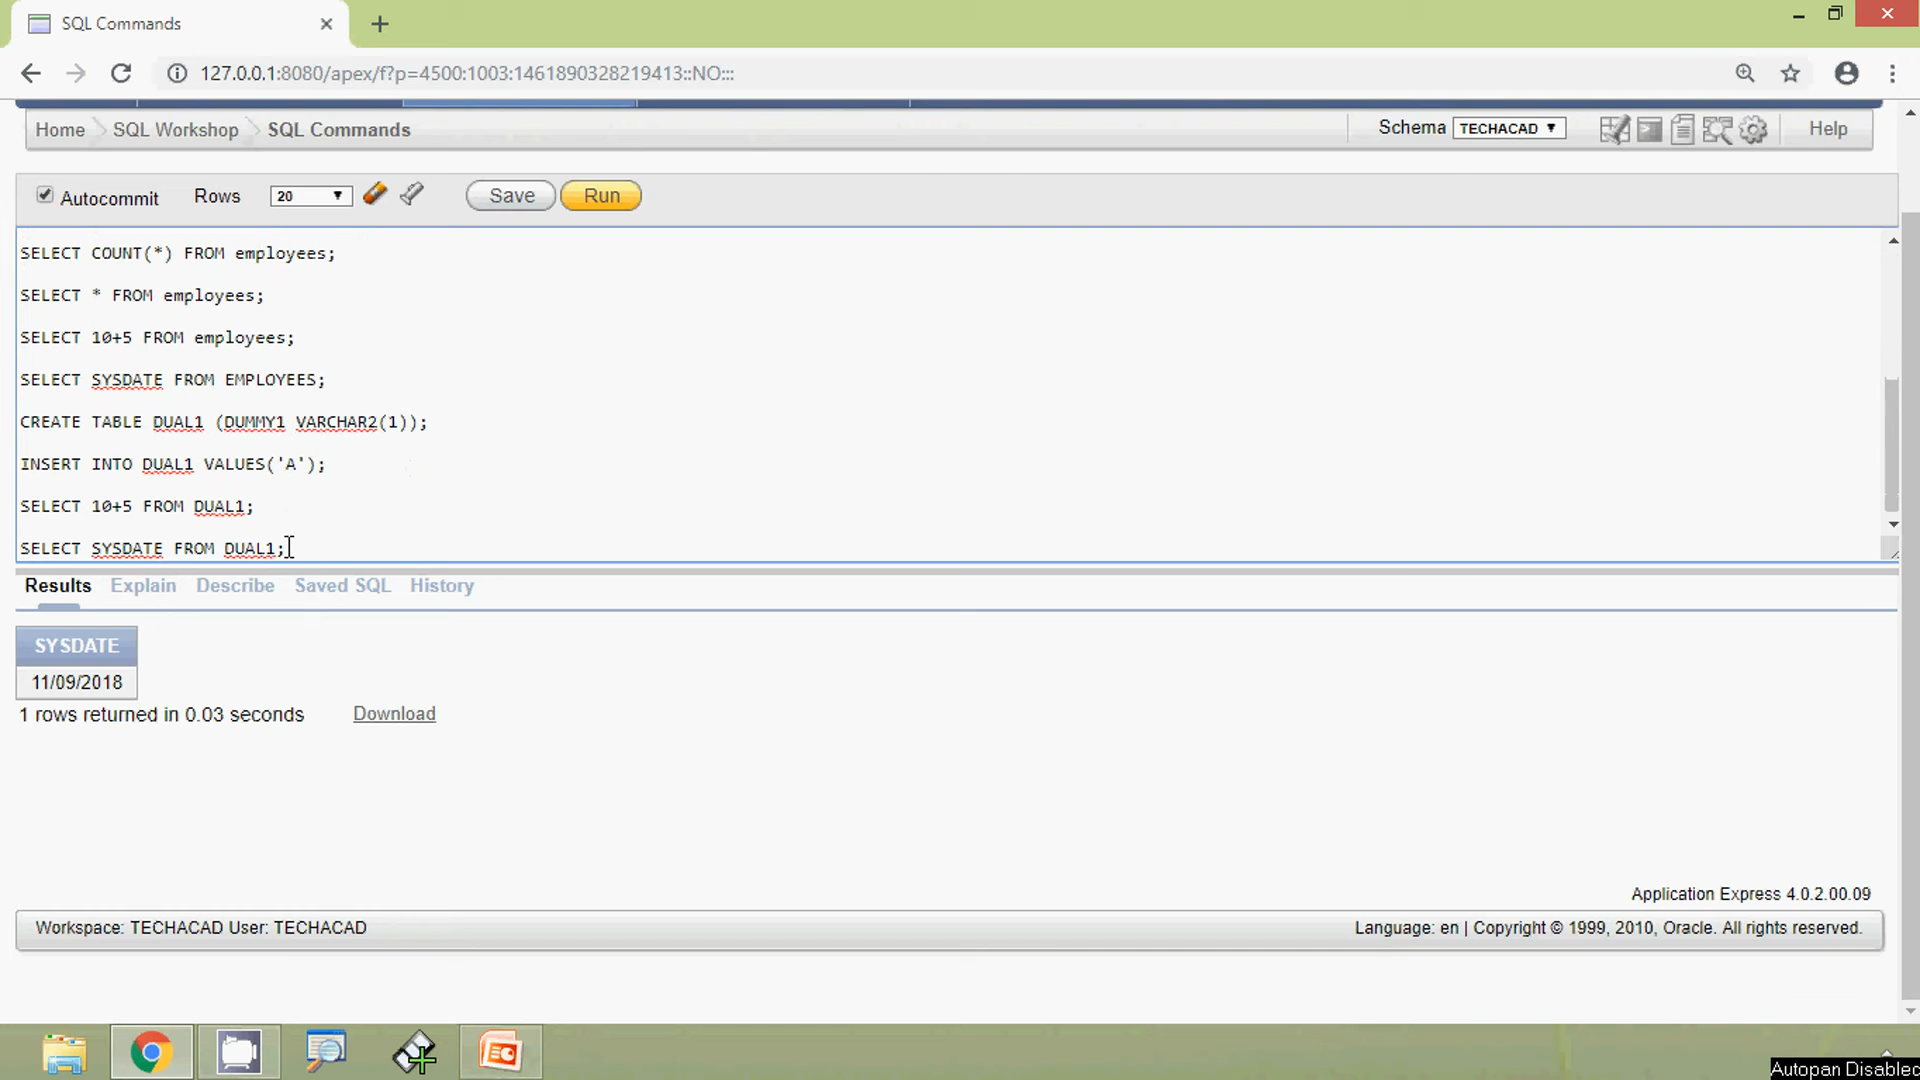 SQL Commands
127.0.0.1:8080/apex/f?p=4500:1003:1461890328219413::NO:::
Home SQL Workshop SQL Commands Schema TECHACAD Help
Autocommit Rows 20 Save Run
SELECT COUNT(*) FROM employees;
SELECT * FROM employees;
SELECT 10+5 FROM employees;
SELECT SYSDATE FROM EMPLOYEES;
CREATE TABLE DUAL1 (DUMMY1 VARCHAR2(1));
INSERT INTO DUAL1 VALUES('A');
SELECT 10+5 FROM DUAL1;
SELECT SYSDATE FROM DUAL1;
Results Explain Describe Saved SQL History
SYSDATE
11/09/2018
1 rows returned in 0.03 seconds Download
Application Express 4.0.2.00.09
Workspace: TECHACAD User: TECHACAD Language: en | Copyright © 1999, 2010, Oracle. All rights reserved.
Autopan Disabled